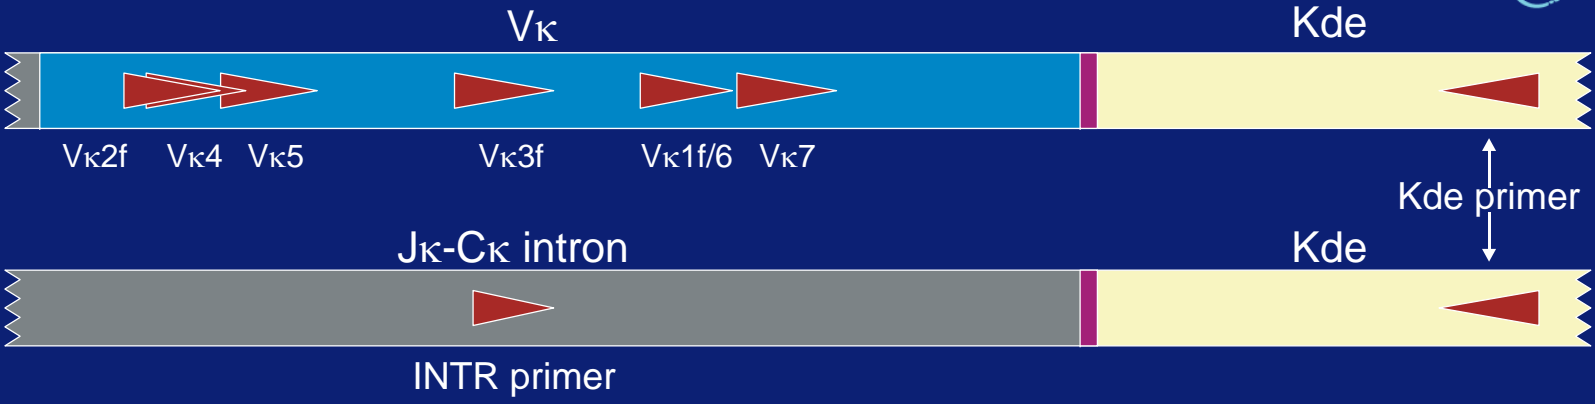 Vκ Kde
Vκ2f Vκ4 Vκ5 Vκ3f Vκ1f/6 Vκ7
Kde primer
Jκ-Cκ intron Kde
INTR primer